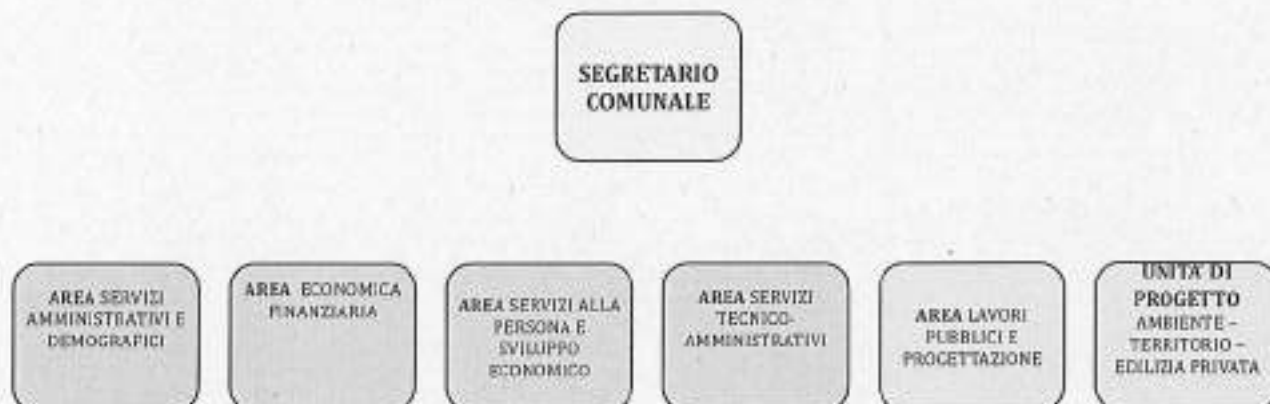 SEGRETARIO
COMUNALE
AREA SERVIZI
AMMINISTRATIVI E
DEMOGRAFICI
AREA ECONOMICA
FINANZIARIA
AREA SERVIZI ALLA
PERSONA E
SVILUPPO
ECONOMICO
AREA SERVIZI
TECNICO-
AMMINISTRATIVI
AREA LAVORI
PUBBLICI E
PROGETTAZIONE
UNITA' DI
PROGETTO
AMBIENTE –
TERRITORIO –
EDILIZIA PRIVATA